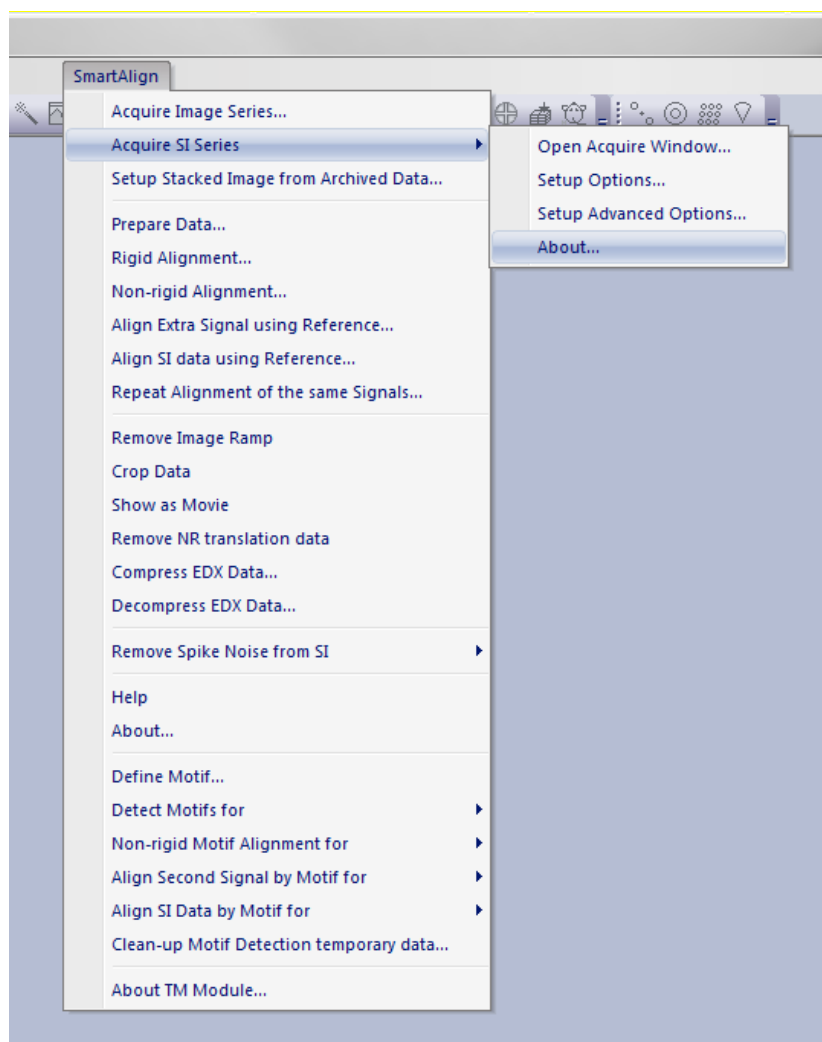 SmartAlign
Acquire Image Series...
Acquire SI Series
Open Acquire Window...
Setup Options...
Setup Advanced Options...
About...
Setup Stacked Image from Archived Data...
Prepare Data...
Rigid Alignment...
Non-rigid Alignment...
Align Extra Signal using Reference...
Align SI data using Reference...
Repeat Alignment of the same Signals...
Remove Image Ramp
Crop Data
Show as Movie
Remove NR translation data
Compress EDX Data...
Decompress EDX Data...
Remove Spike Noise from SI
Help
About...
Define Motif...
Detect Motifs for
Non-rigid Motif Alignment for
Align Second Signal by Motif for
Align SI Data by Motif for
Clean-up Motif Detection temporary data...
About TM Module...